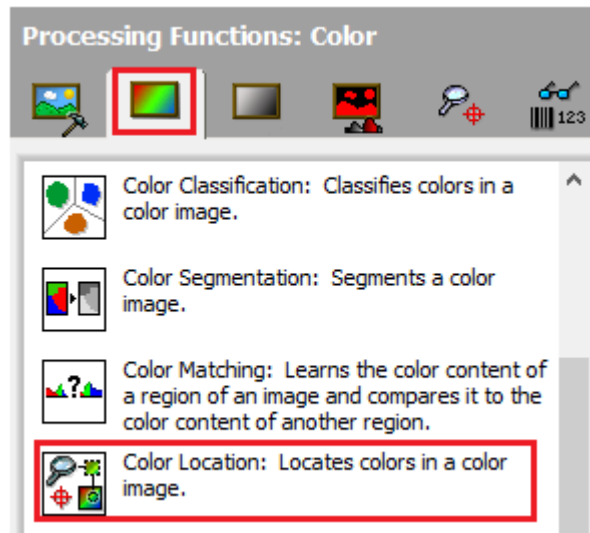 Processing Functions: Color
123
Color Classification: Classifies colors in a
color image.
Color Segmentation: Segments a color
image.
?
Color Matching: Learns the color content of
a region of an image and compares it to the
color content of another region.
Color Location: Locates colors in a color
image.